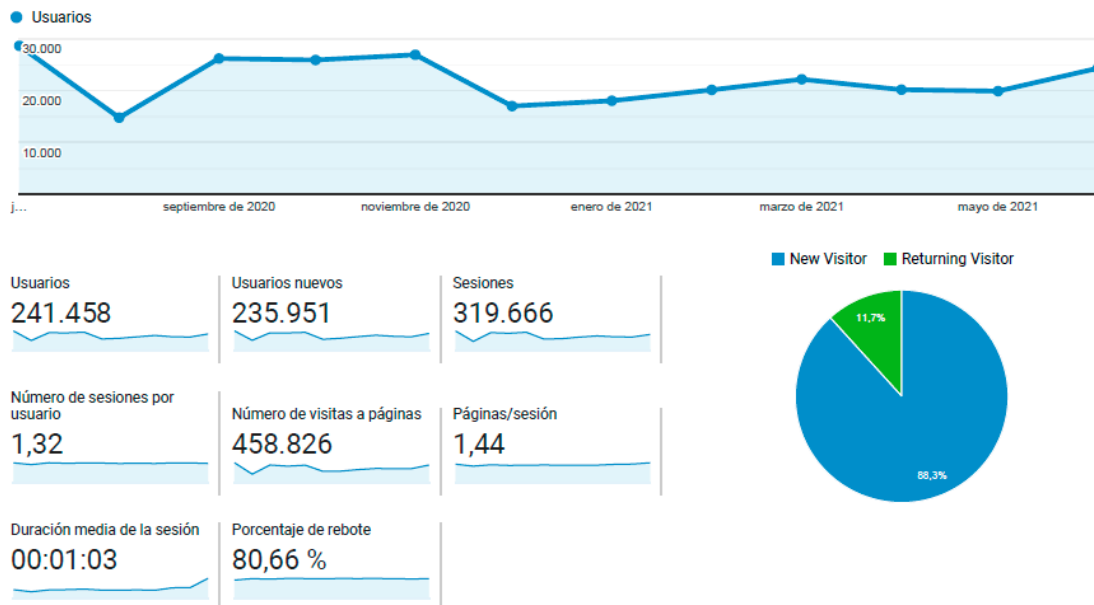 Usuarios
30.000
20.000
10.000
j...
septiembre de 2020
noviembre de 2020
enero de 2021
marzo de 2021
mayo de 2021
New Visitor
Returning Visitor
Usuarios
241.458
Usuarios nuevos
235.951
Sesiones
319.666
11,7%
88,3%
Número de sesiones por
usuario
1,32
Número de visitas a páginas
458.826
Páginas/sesión
1,44
Duración media de la sesión
00:01:03
Porcentaje de rebote
80,66 %